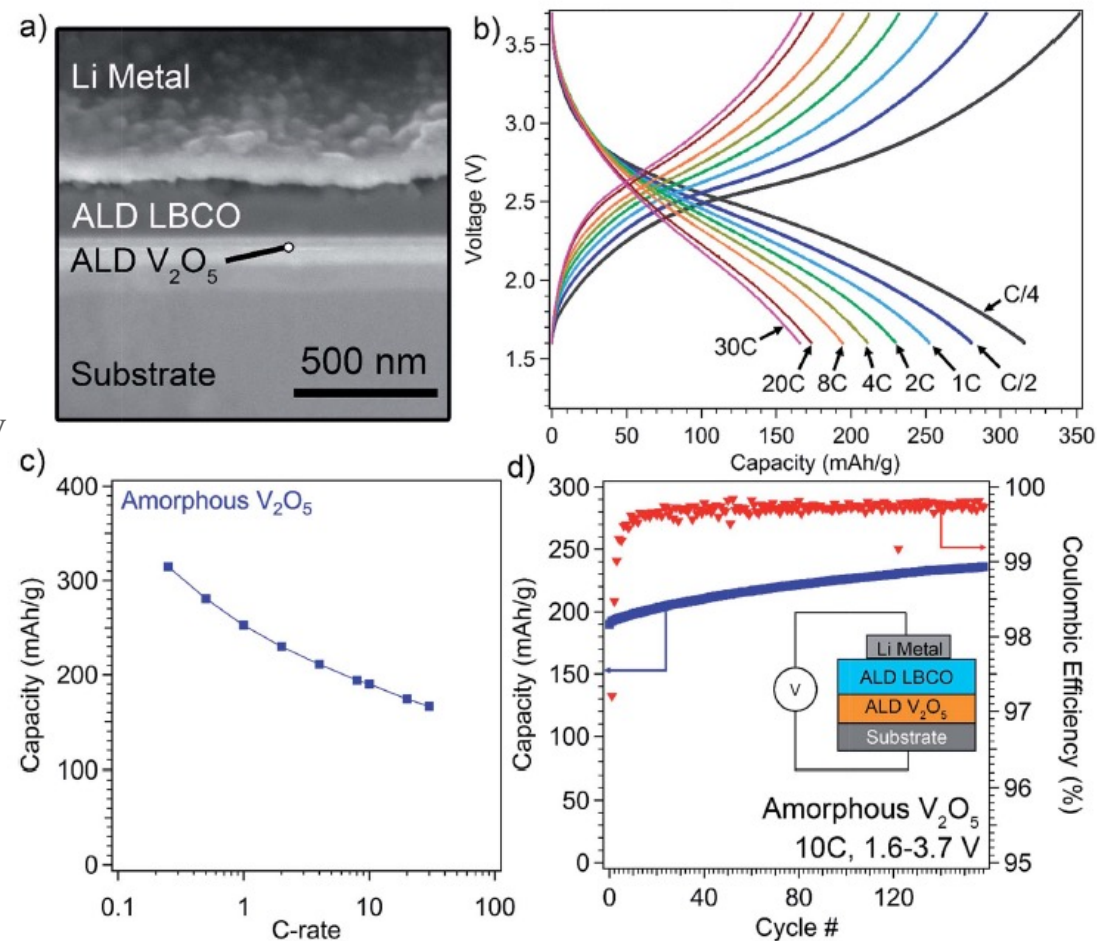 a)
Li Metal
ALD LBCO
ALD V₂O₅
Substrate
500 nm
b)
Voltage (V)
3.5
3.0
2.5
2.0
1.5
C/4
30C
20C
8C
4C
2C
1C
C/2
0
50
100
150
200
250
300
350
Capacity (mAh/g)
y
c)
Capacity (mAh/g)
400
300
200
100
0
Amorphous V₂O₅
0.1
1
10
100
C-rate
d)
Capacity (mAh/g)
300
250
200
150
100
50
0
100
99
98
97
96
95
Coulombic Efficiency (%)
V
Li Metal
ALD LBCO
ALD V₂O₅
Substrate
Amorphous V₂O₅
10C, 1.6-3.7 V
0
40
80
120
Cycle #